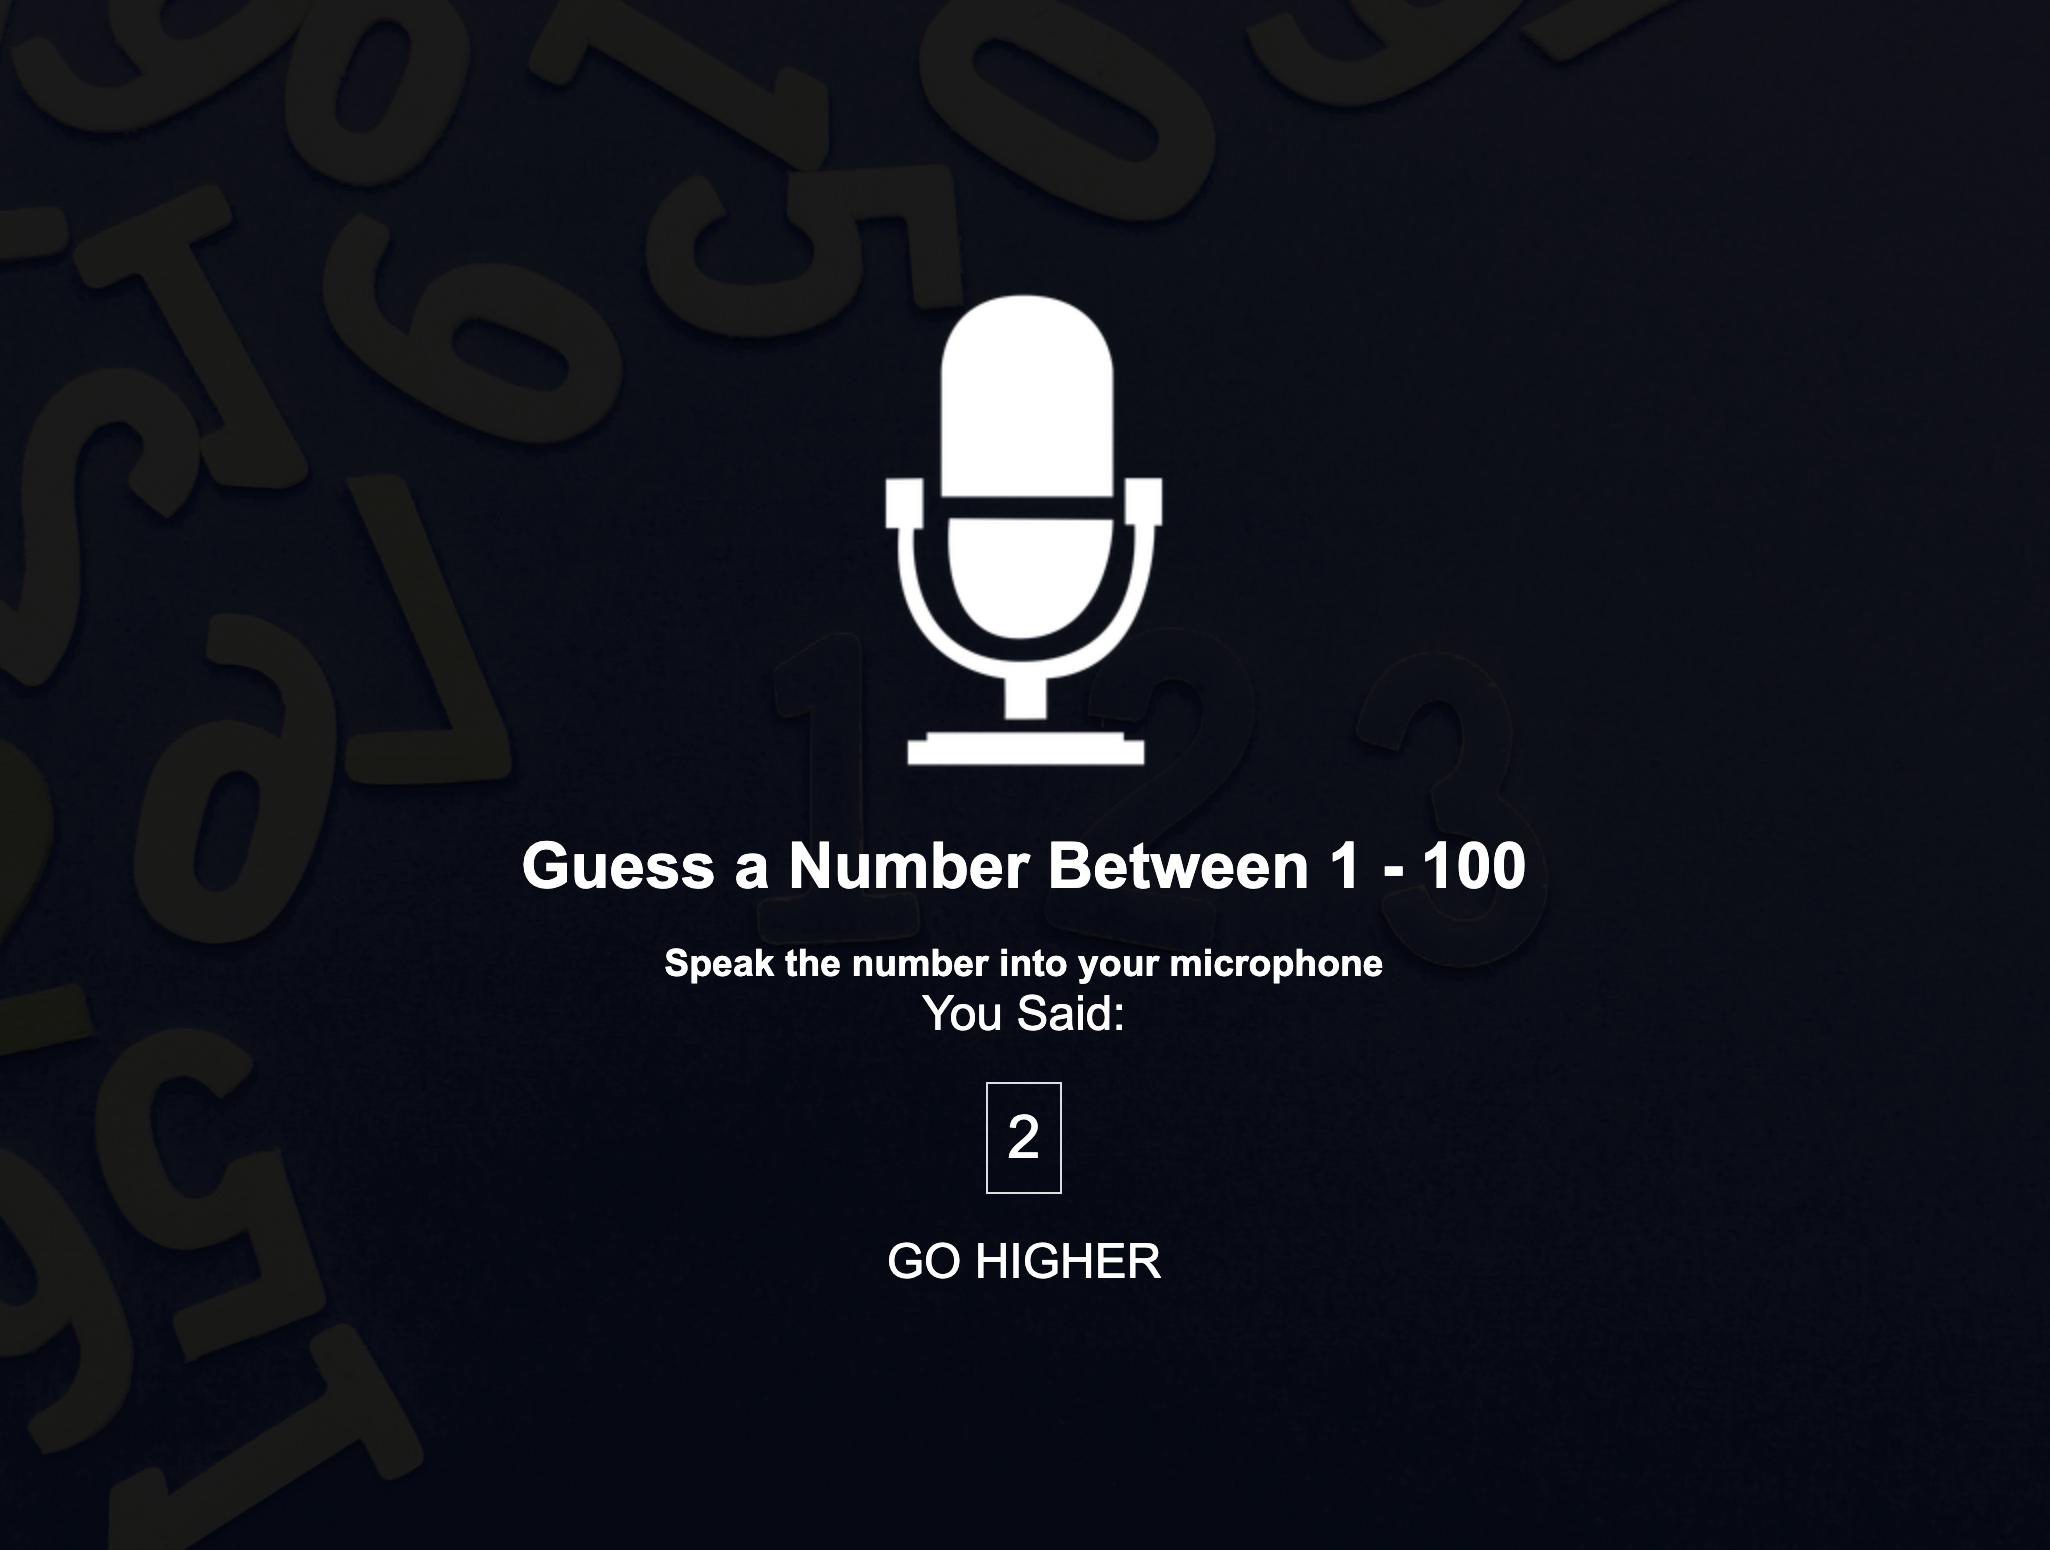 Guess a Number Between 1 - 100
Speak the number into your microphone
You Said:
2
GO HIGHER